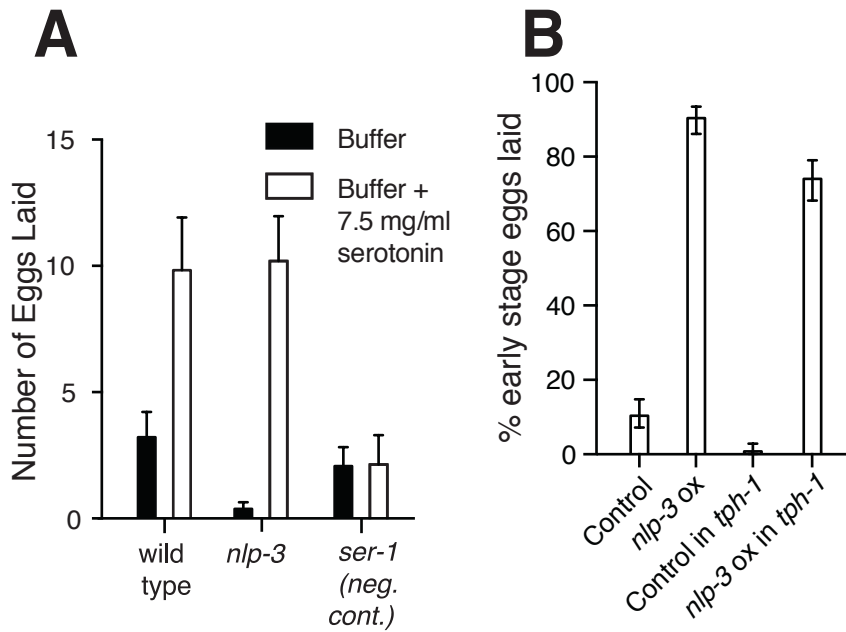 A
Number of Eggs Laid
15
10
5
0
Buffer
Buffer +
7.5 mg/ml
serotonin
wild
type
nlp-3
ser-1
(neg.
cont.)
B
% early stage eggs laid
100
80
60
40
20
0
Control
nlp-3 ox
Control in tph-1
nlp-3 ox in tph-1